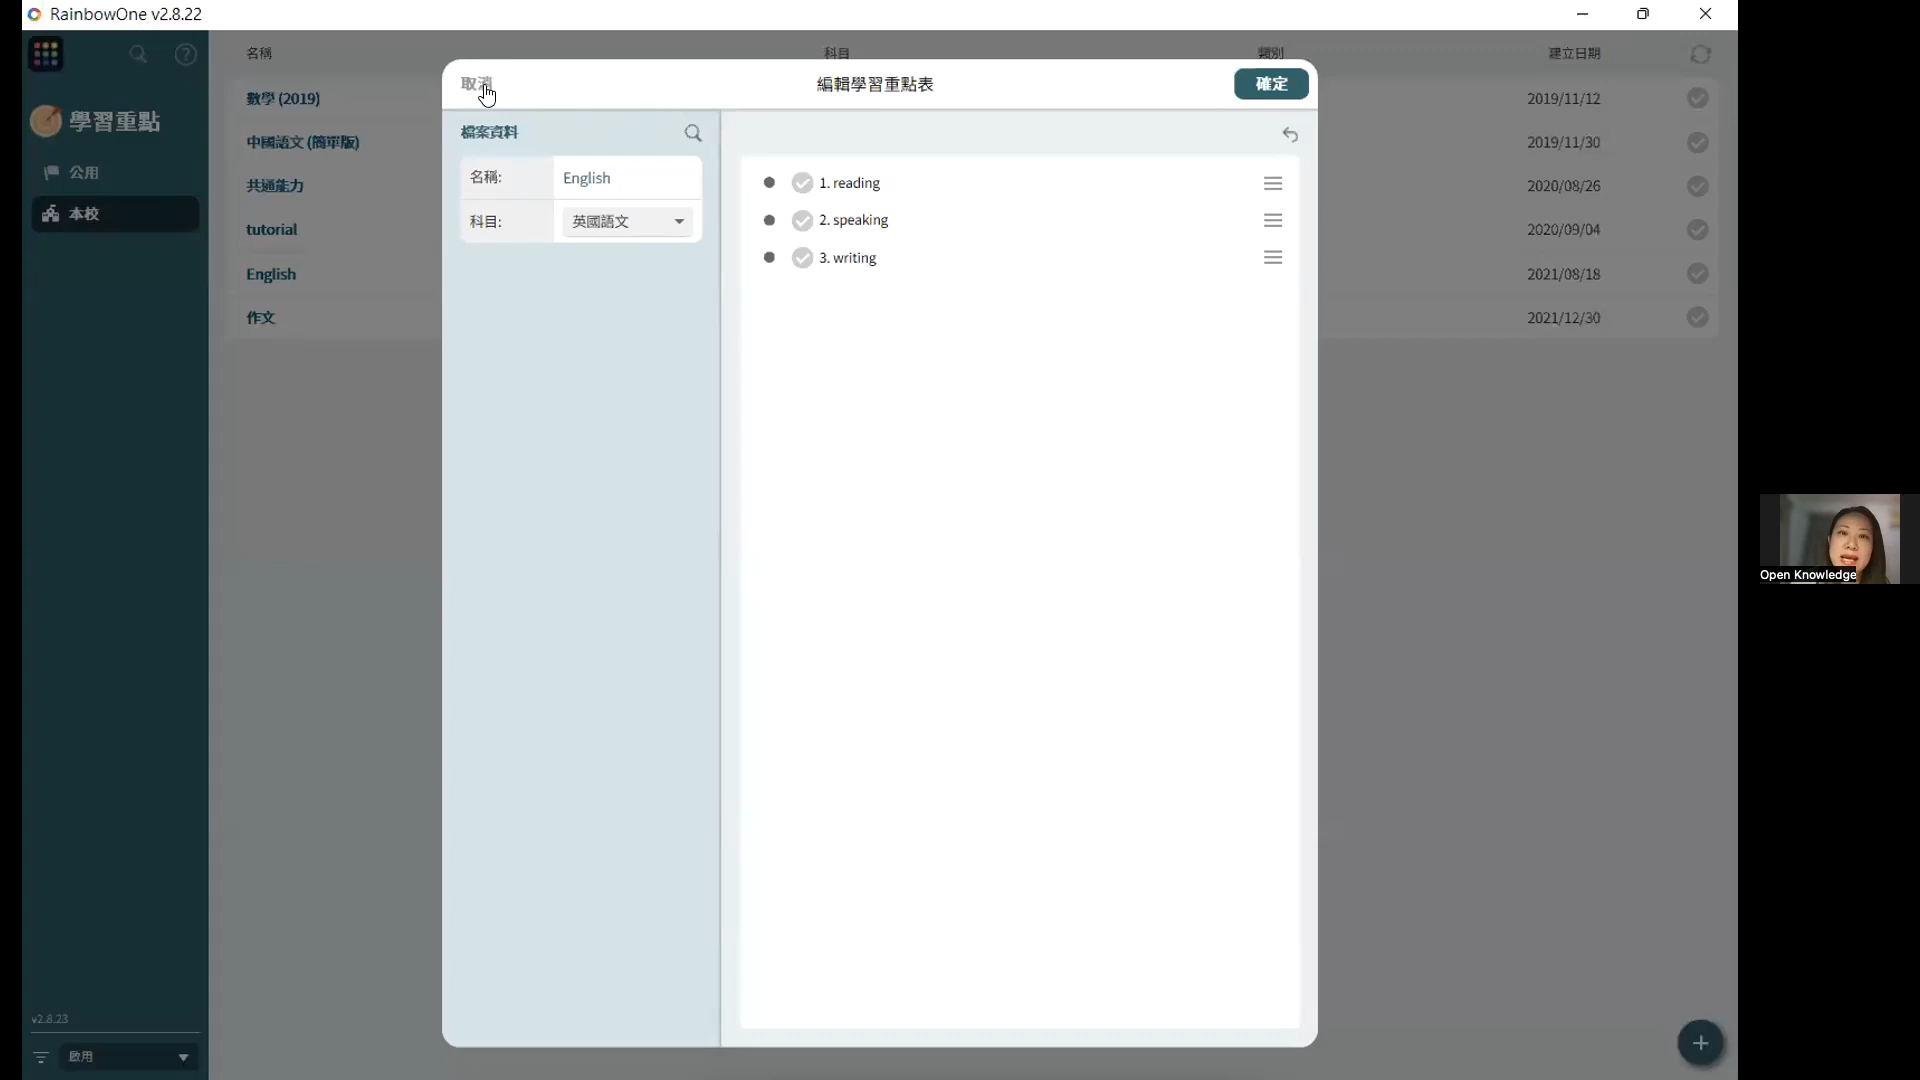 RainbowOne v2.8.22
名稱 科目 類別 建立日期
學習重點
公用
本校
數學 (2019) 2019/11/12
中國語文 (簡單版) 2019/11/30
共通能力 2020/08/26
tutorial 2020/09/04
English 2021/08/18
作文 2021/12/30
取消 編輯學習重點表 確定
檔案資料
名稱: English
科目: 英國語文
1. reading
2. speaking
3. writing
Open Knowledge
v2.8.23
啟用